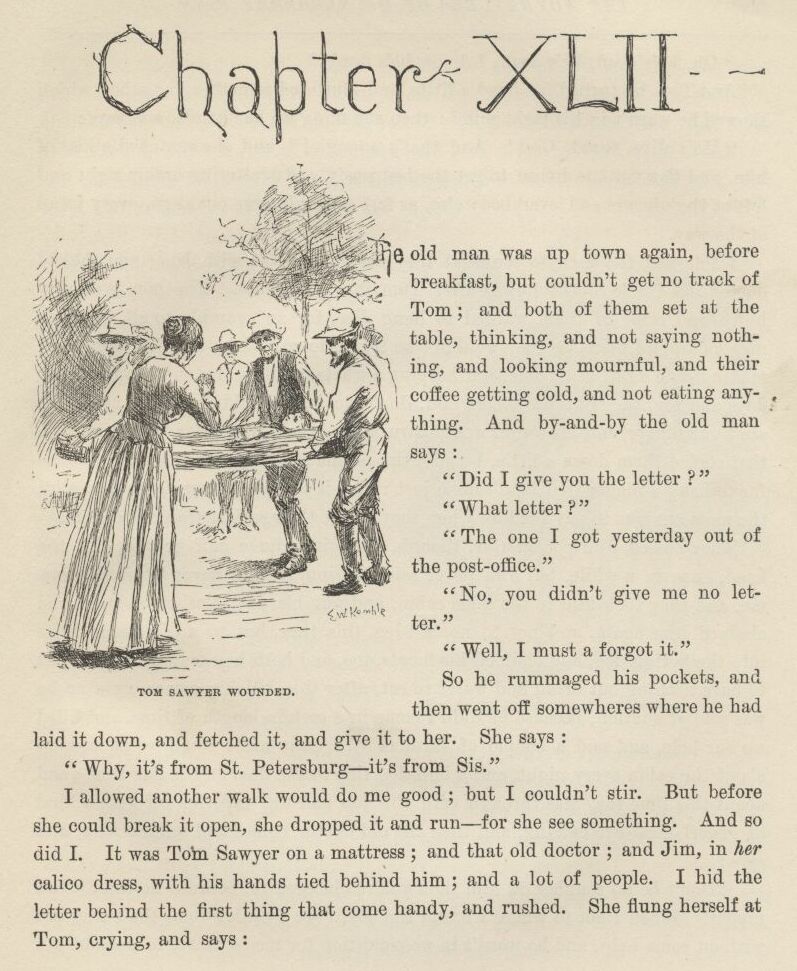 Chapter XLII
The old man was up town again, before
breakfast, but couldn't get no track of
Tom; and both of them set at the
table, thinking, and not saying noth-
ing, and looking mournful, and their
coffee getting cold, and not eating any-
thing. And by-and-by the old man
says:
"Did I give you the letter?"
"What letter?"
"The one I got yesterday out of
the post-office."
"No, you didn't give me no let-
ter."
"Well, I must a forgot it."
So he rummaged his pockets, and
then went off somewheres where he had
E.W. Kemble
TOM SAWYER WOUNDED.
laid it down, and fetched it, and give it to her. She says:
"Why, it's from St. Petersburg—it's from Sis."
I allowed another walk would do me good; but I couldn't stir. But before
she could break it open, she dropped it and run—for she see something. And so
did I. It was Tom Sawyer on a mattress; and that old doctor; and Jim, in her
calico dress, with his hands tied behind him; and a lot of people. I hid the
letter behind the first thing that come handy, and rushed. She flung herself at
Tom, crying, and says: